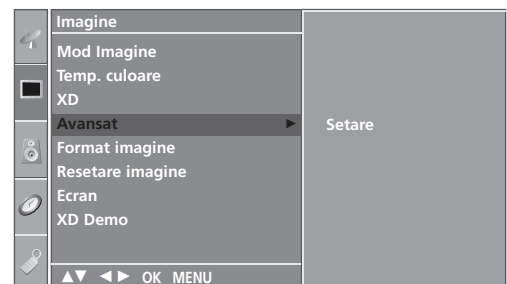 Imagine
Mod Imagine
Temp. culoare
XD
Avansat ► Setare
Format imagine
Resetare imagine
Ecran
XD Demo
▲▼ ◄► OK MENU